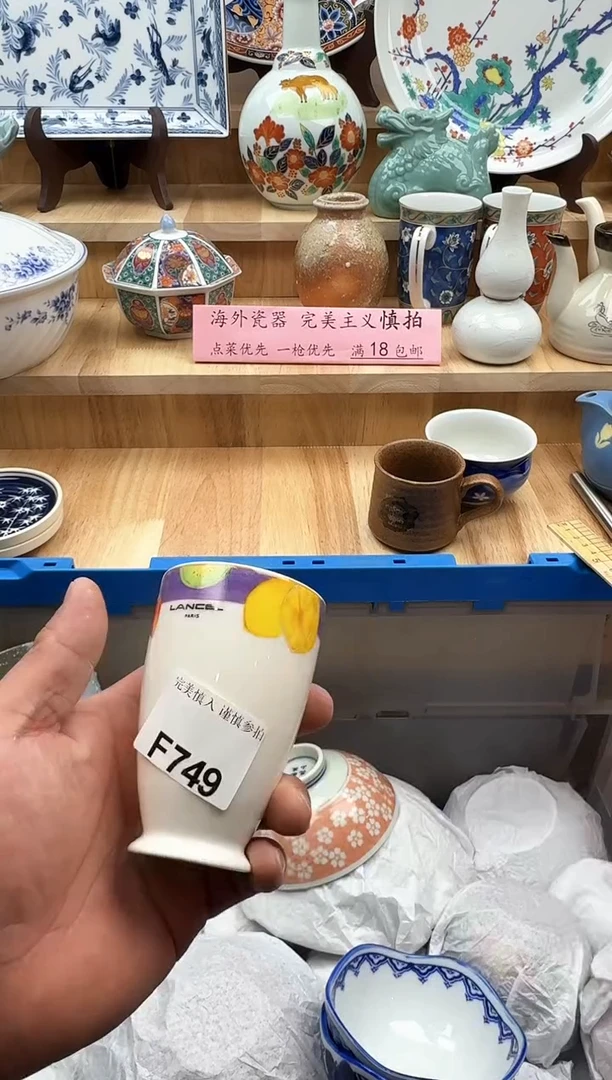 海外瓷器 完美主义慎拍
点菜优先 一枪优先 满18包邮
LANCEL
PARIS
完美慎入 谨慎参拍
F749